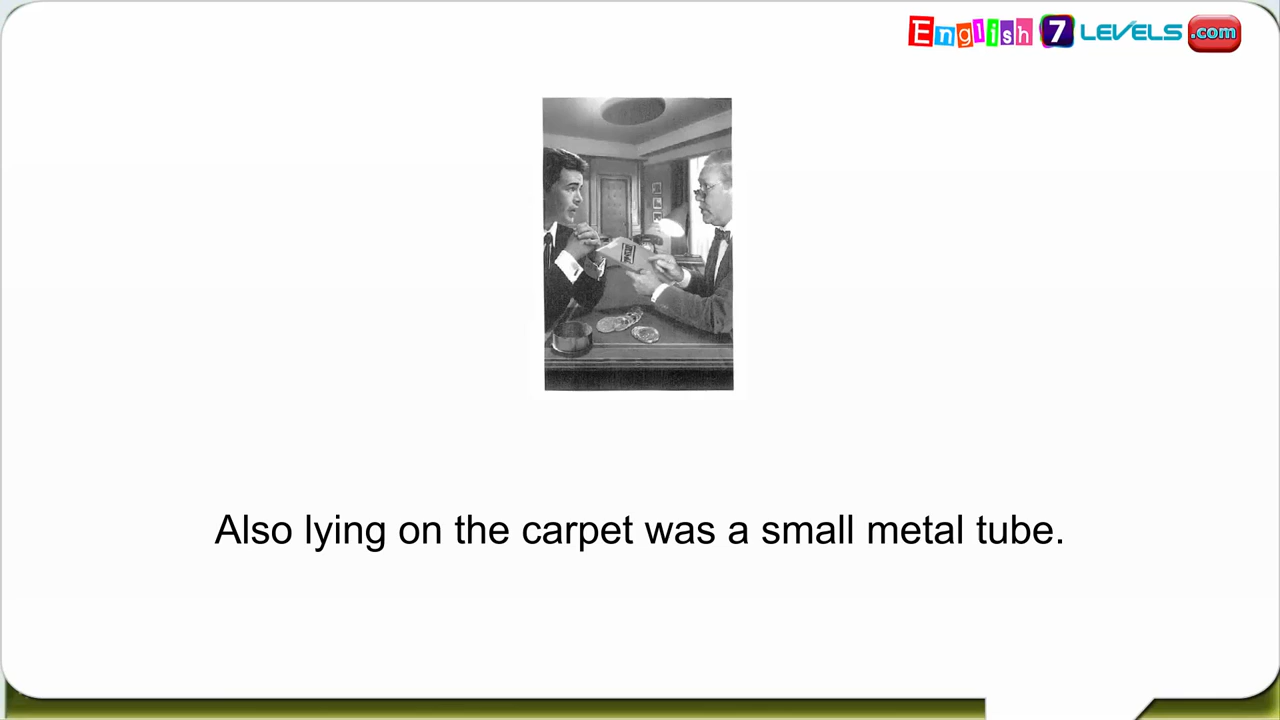 English 7 LEVELS .com
Also lying on the carpet was a small metal tube.